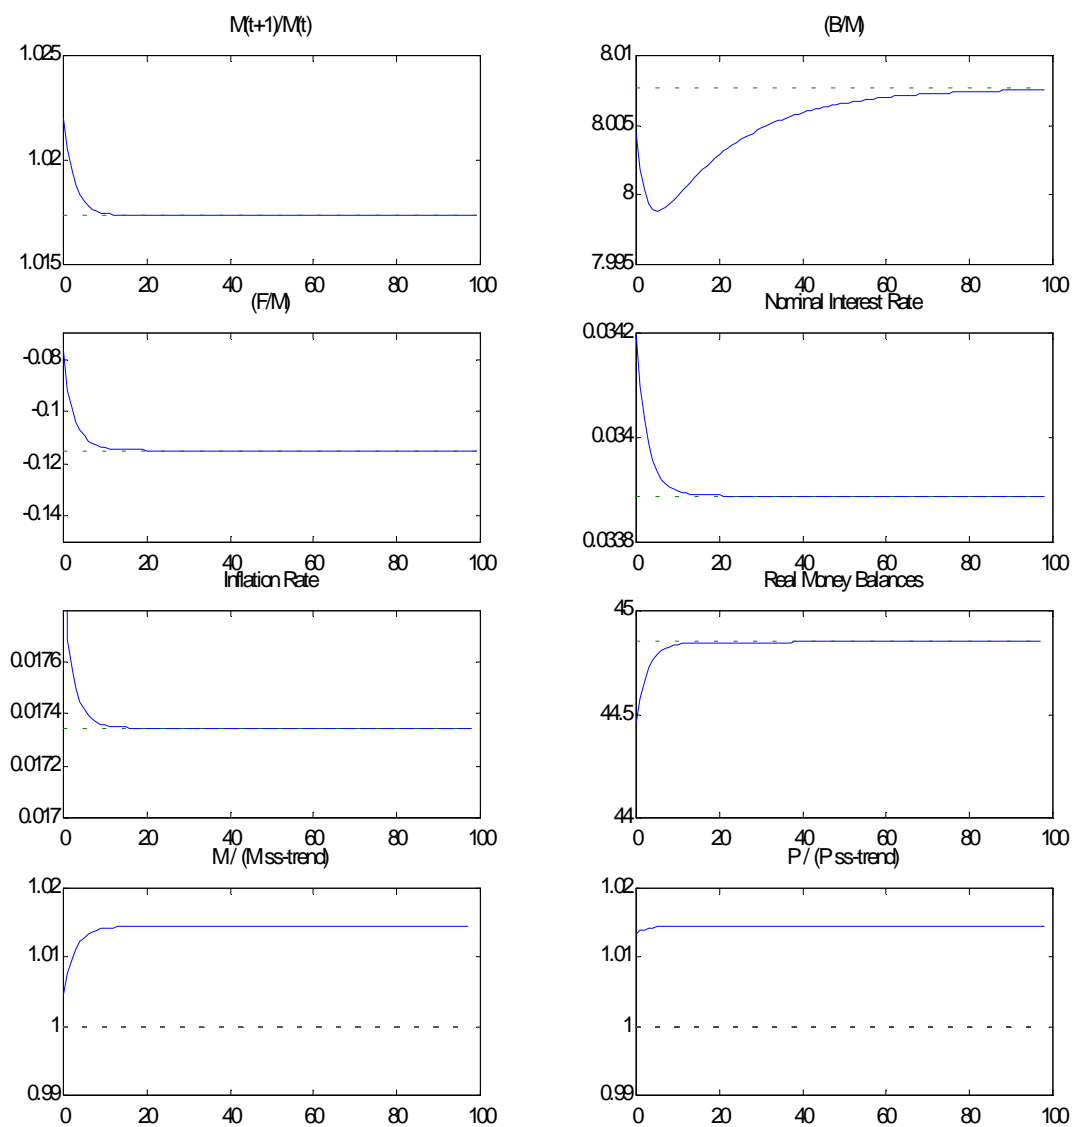 M(t+1)/M(t)
1.025
1.02
1.015
0 20 40 60 80 100
(B/M)
8.01
8.005
8
7.995
0 20 40 60 80 100
(F/M)
-0.08
-0.1
-0.12
-0.14
0 20 40 60 80 100
Nominal Interest Rate
0.0342
0.034
0.0338
0 20 40 60 80 100
Inflation Rate
0.0176
0.0174
0.0172
0.017
0 20 40 60 80 100
Real Money Balances
45
44.5
44
0 20 40 60 80 100
M / (M ss-trend)
1.02
1.01
1
0.99
0 20 40 60 80 100
P / (P ss-trend)
1.02
1.01
1
0.99
0 20 40 60 80 100